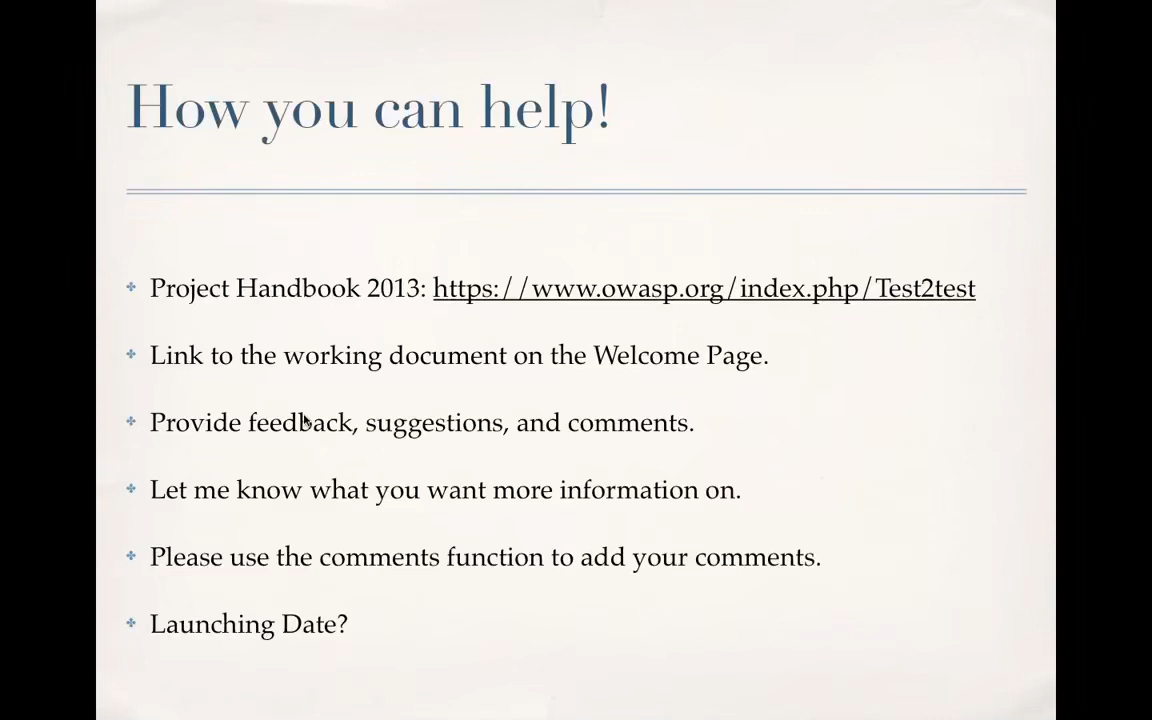 How you can help!
Project Handbook 2013: https://www.owasp.org/index.php/Test2test
Link to the working document on the Welcome Page.
Provide feedback, suggestions, and comments.
Let me know what you want more information on.
Please use the comments function to add your comments.
Launching Date?